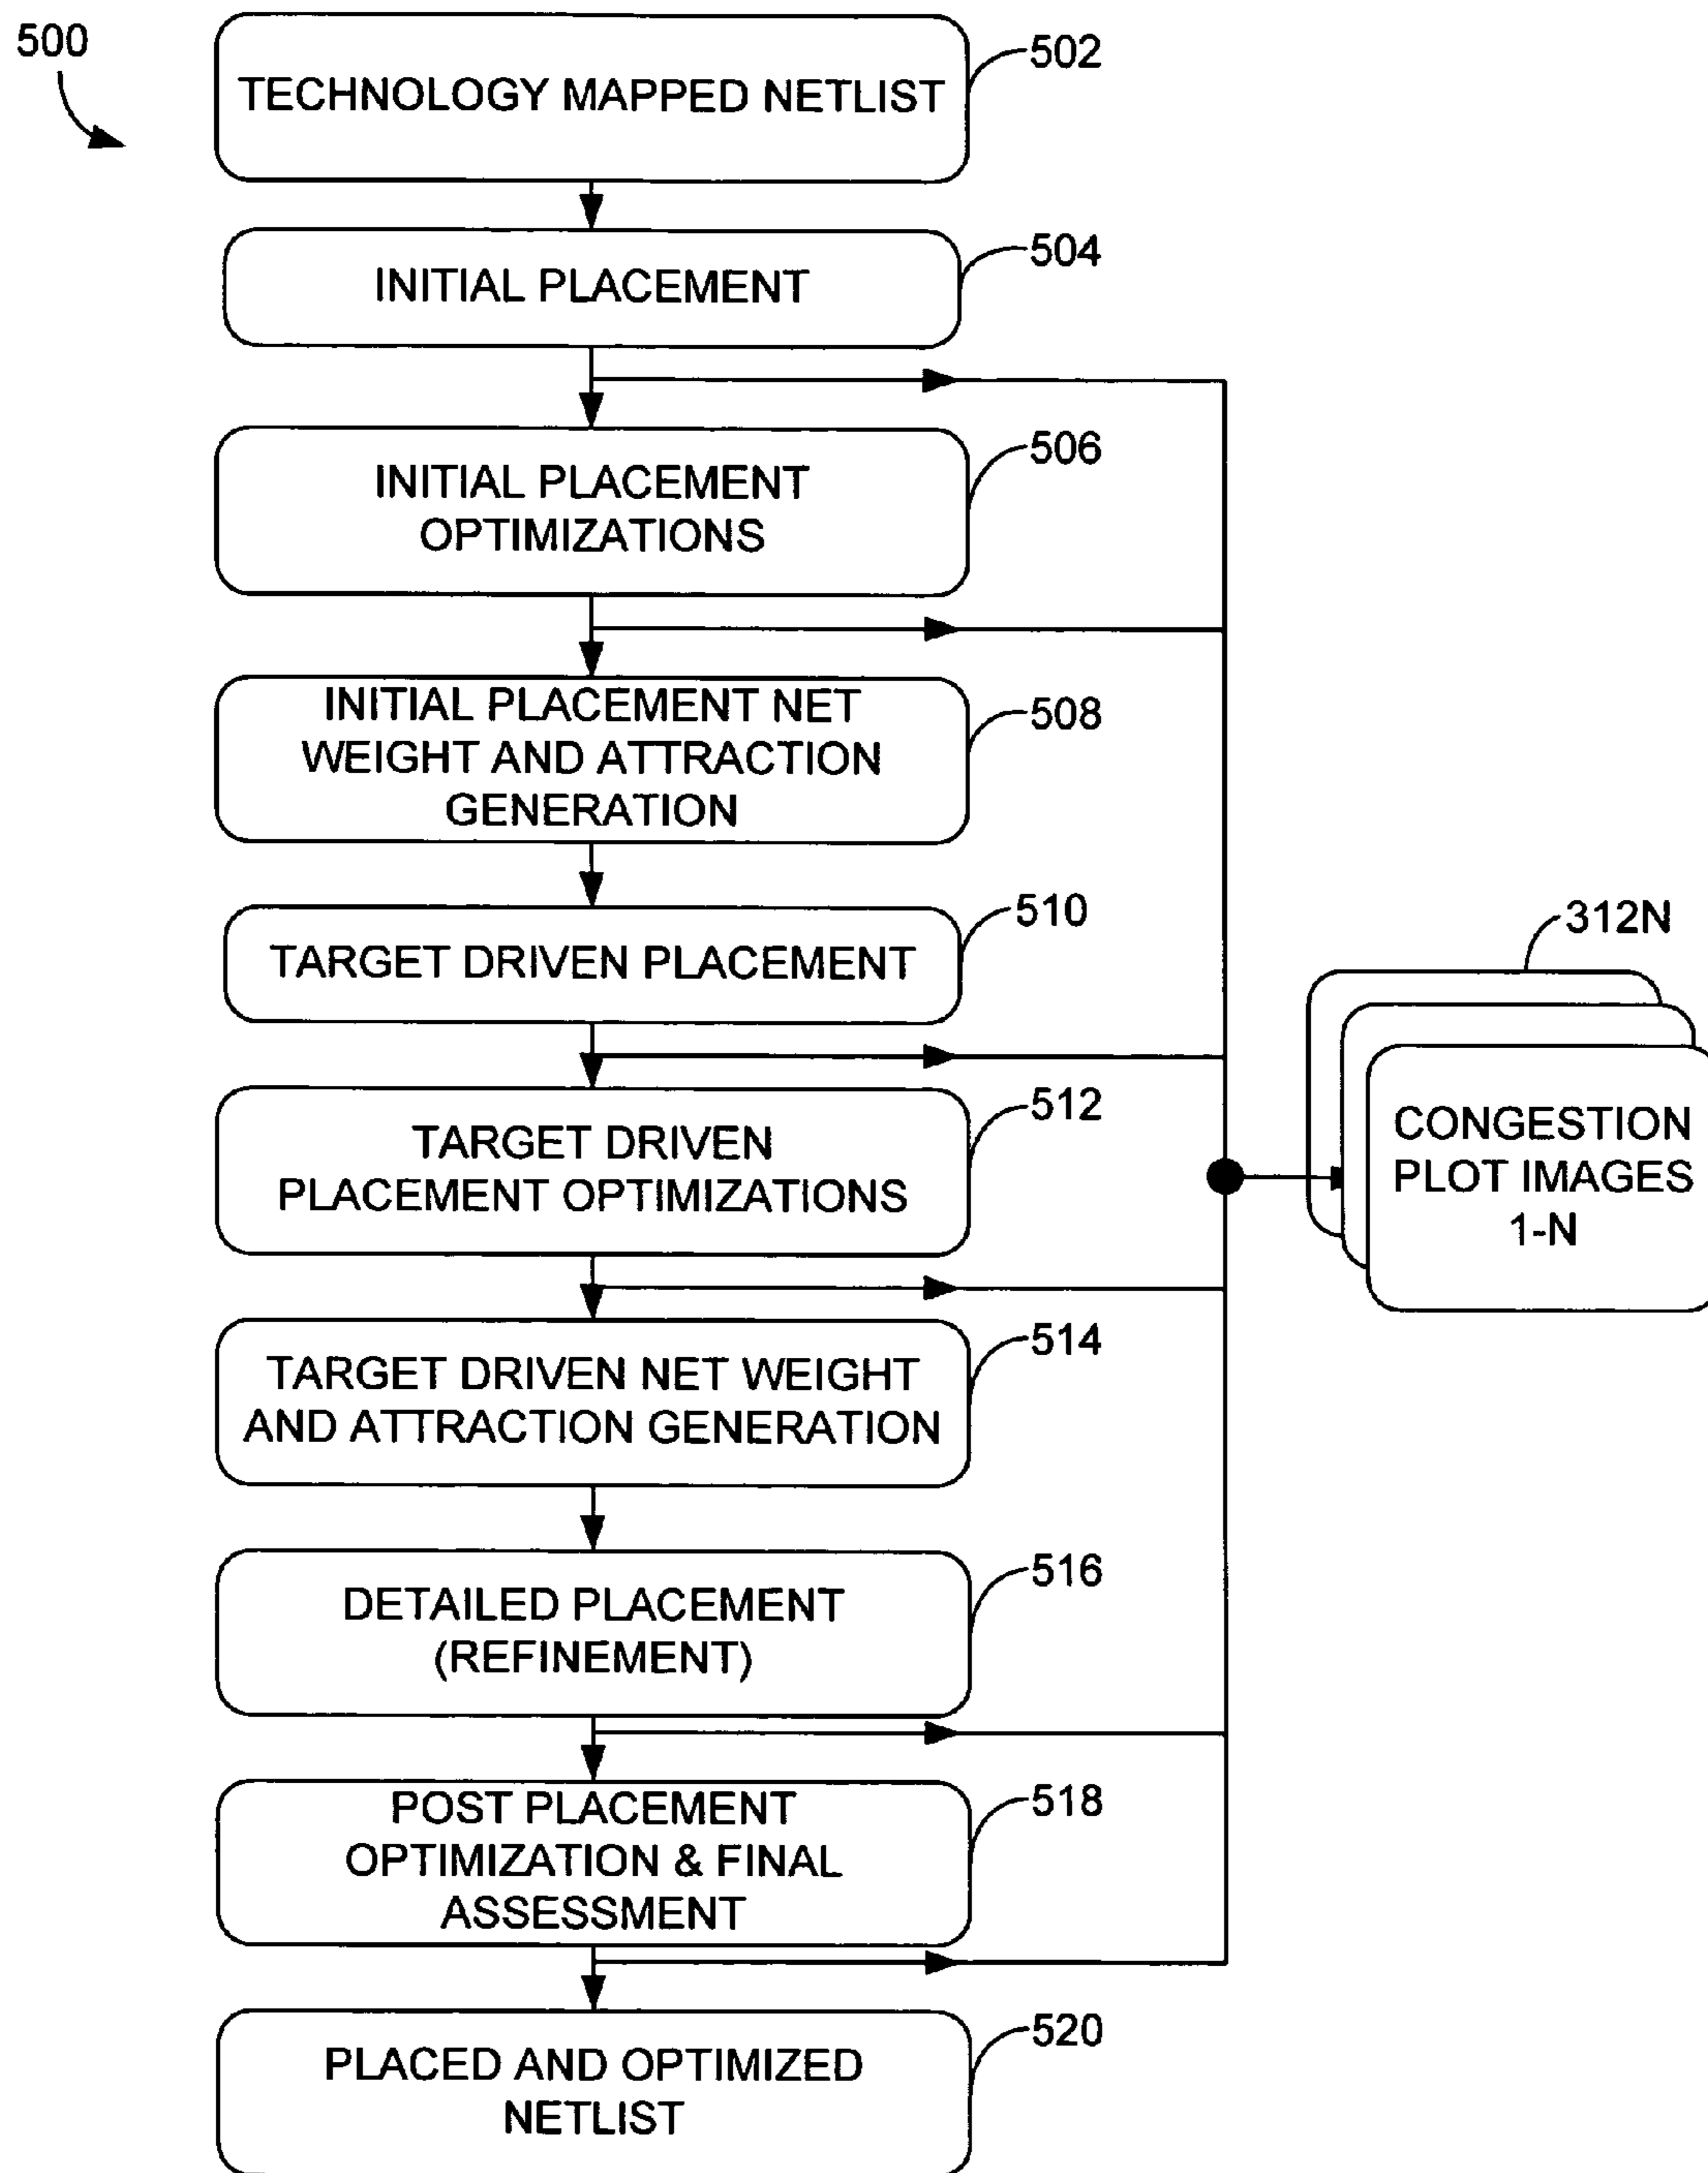 500
502
TECHNOLOGY MAPPED NETLIST
504
INITIAL PLACEMENT
506
INITIAL PLACEMENT
OPTIMIZATIONS
508
INITIAL PLACEMENT NET
WEIGHT AND ATTRACTION
GENERATION
510
TARGET DRIVEN PLACEMENT
312N
CONGESTION
PLOT IMAGES
1-N
512
TARGET DRIVEN
PLACEMENT OPTIMIZATIONS
514
TARGET DRIVEN NET WEIGHT
AND ATTRACTION GENERATION
516
DETAILED PLACEMENT
(REFINEMENT)
518
POST PLACEMENT
OPTIMIZATION & FINAL
ASSESSMENT
520
PLACED AND OPTIMIZED
NETLIST